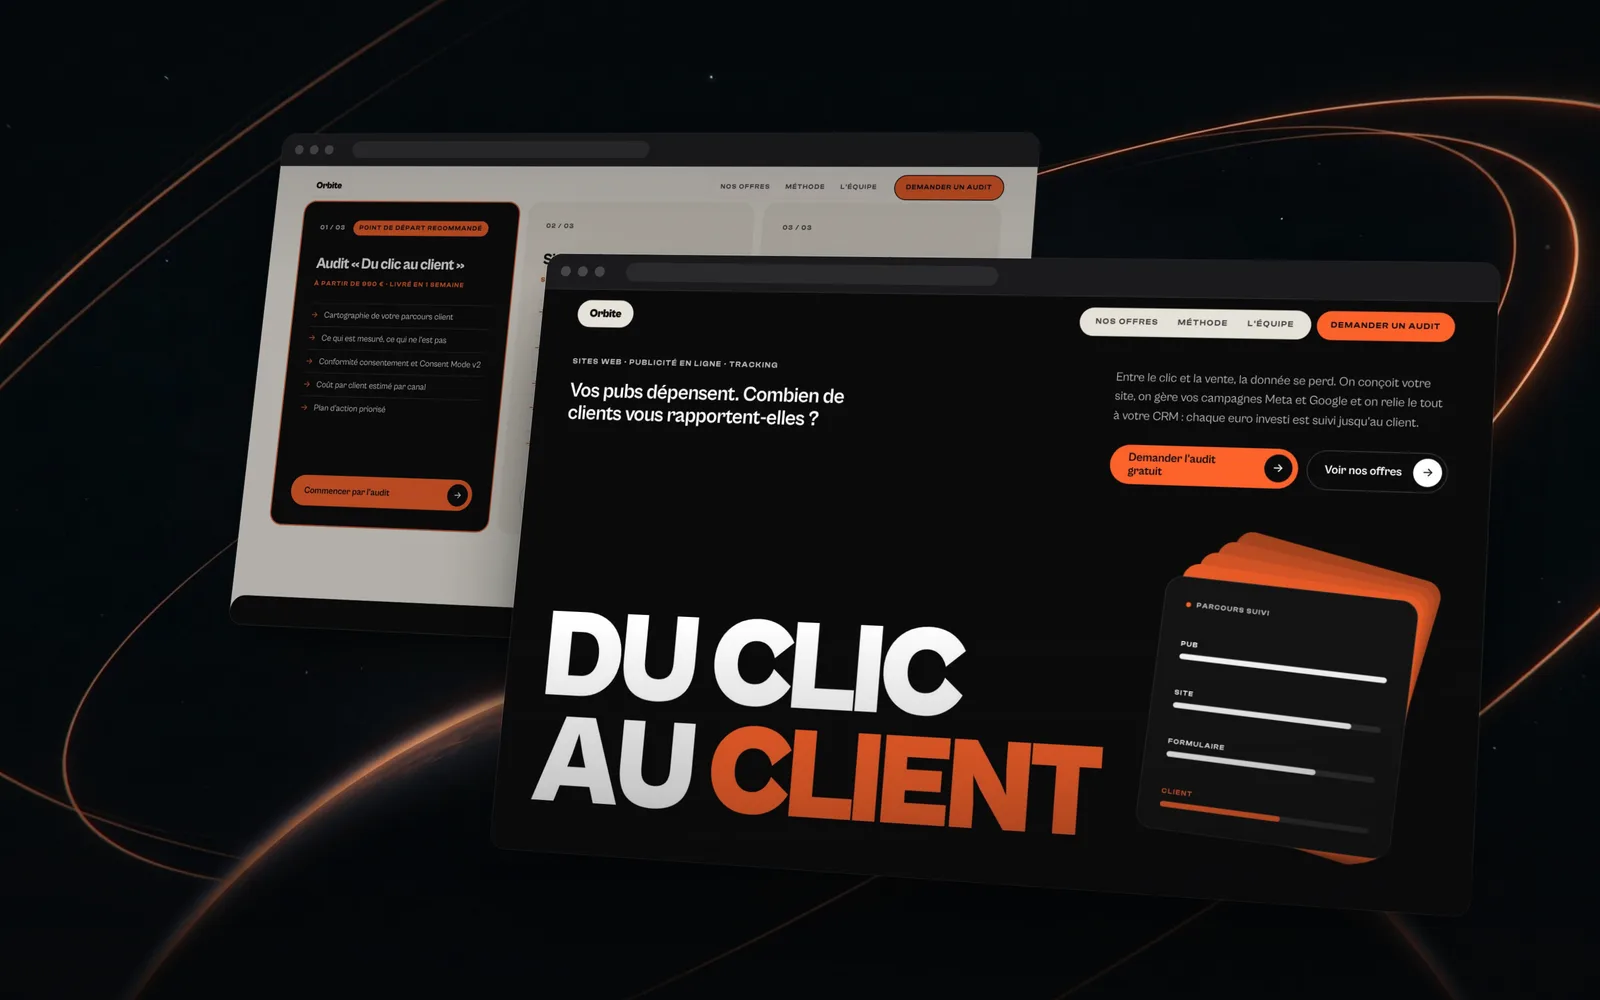 Orbite
NOS OFFRES
MÉTHODE
L'ÉQUIPE
DEMANDER UN AUDIT
01 / 03
POINT DE DÉPART RECOMMANDÉ
Audit « Du clic au client »
À PARTIR DE 990 € · LIVRÉ EN 1 SEMAINE
→ Cartographie de votre parcours client
→ Ce qui est mesuré, ce qui ne l'est pas
→ Conformité consentement et Consent Mode v2
→ Coût par client estimé par canal
→ Plan d'action priorisé
Commencer par l'audit →
02 / 03
03 / 03
Orbite
NOS OFFRES
MÉTHODE
L'ÉQUIPE
DEMANDER UN AUDIT
SITES WEB · PUBLICITÉ EN LIGNE · TRACKING
Vos pubs dépensent. Combien de
clients vous rapportent-elles ?
Entre le clic et la vente, la donnée se perd. On conçoit votre
site, on gère vos campagnes Meta et Google et on relie le tout
à votre CRM : chaque euro investi est suivi jusqu'au client.
Demander l'audit
gratuit →
Voir nos offres →
DU CLIC
AU CLIENT
PARCOURS SUIVI
PUB
SITE
FORMULAIRE
CLIENT